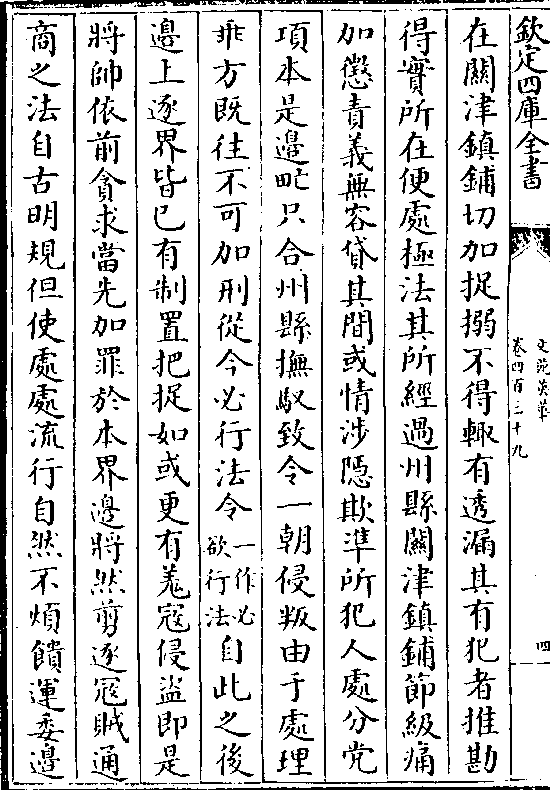 欽定四庫全書
文苑英華
卷四百三十九
四
在關津鎮鋪切加捉搦不得輙有透漏其有犯者推勘
得實所在便處極法其所經過州縣關津鎮鋪節級痛
加懲責義無容貸其間或情涉隱欺準所犯人處分党
項本是邉甿只合州縣撫馭致令一朝侵叛由于處理
乖方既往不可加刑從今必行法令一作必欲行法自此之後
邉上逐界皆已有制置把捉如或更有羗寇侵盜即是
將帥依前貪求當先加罪於本界邉將然剪逐寇賊通
商之法自古明規但使處處流行自然不煩饋運委邉